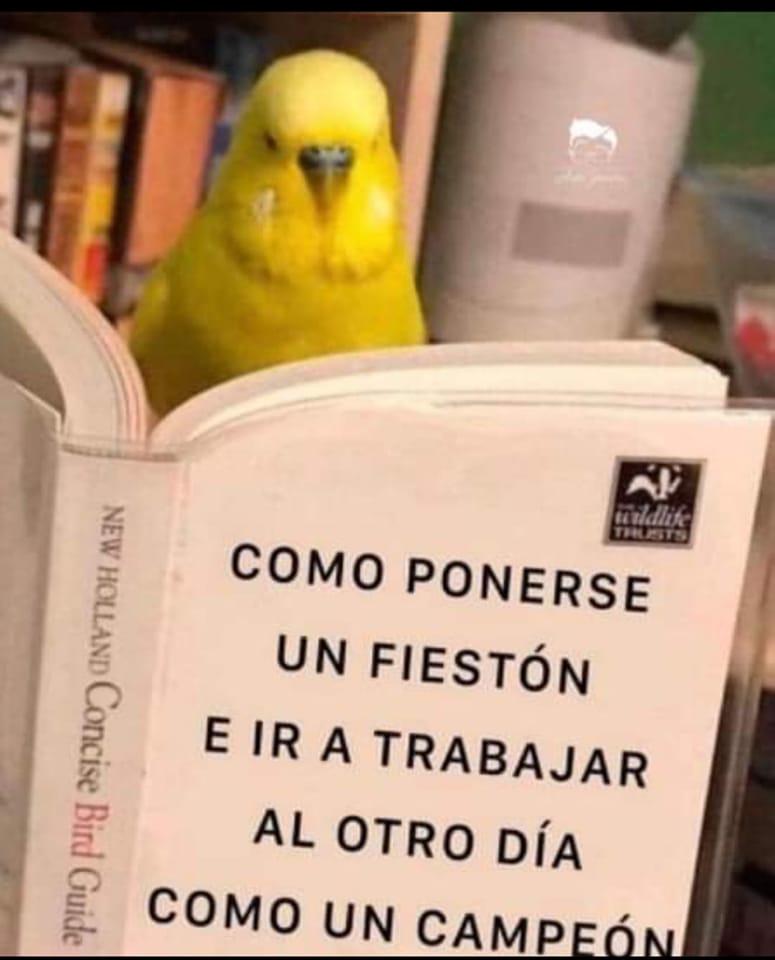 COMO PONERSE
UN FIESTÓN
E IR A TRABAJAR
AL OTRO DÍA
COMO UN CAMPEÓN
wildlife
TRUSTS
NEW HOLLAND Concise Bird Guide